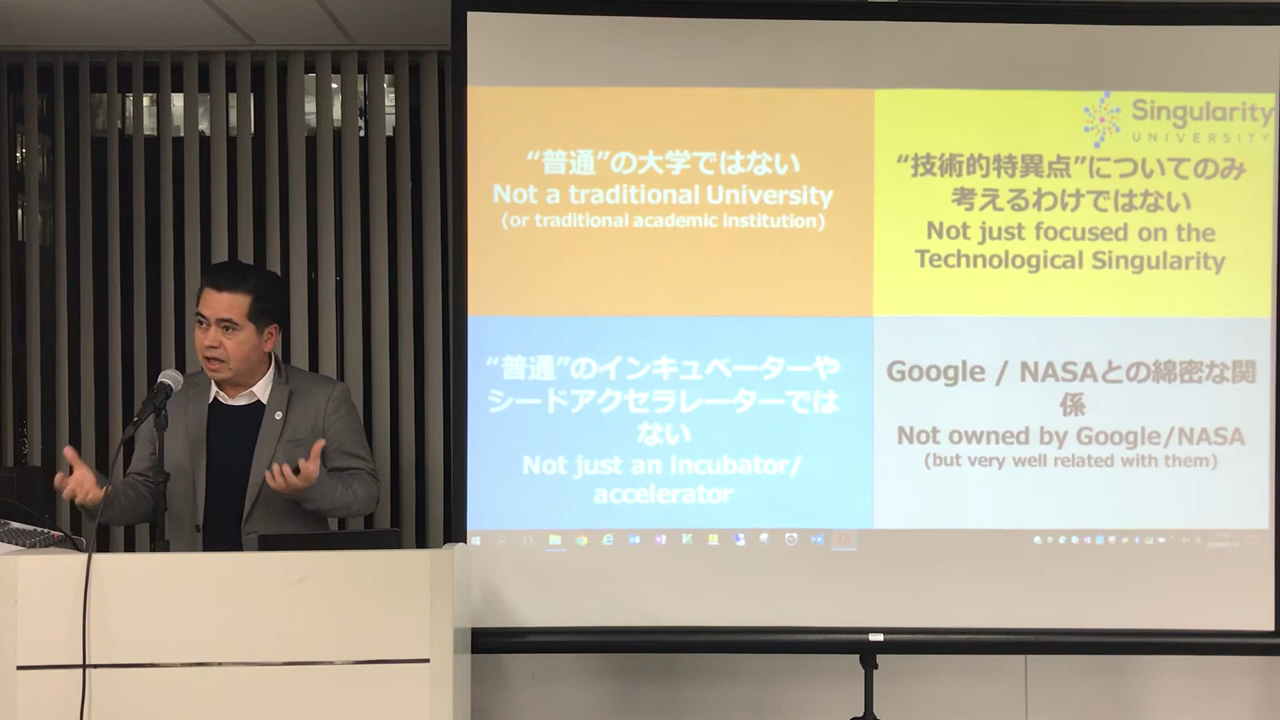 Singularity
UNIVERSITY
“普通”の大学ではない
Not a traditional University
(or traditional academic institution)
“技術的特異点”についてのみ
考えるわけではない
Not just focused on the
Technological Singularity
“普通”のインキュベーターや
シードアクセラレーターでは
ない
Not just an incubator/
accelerator
Google / NASAとの綿密な関
係
Not owned by Google/NASA
(but very well related with them)